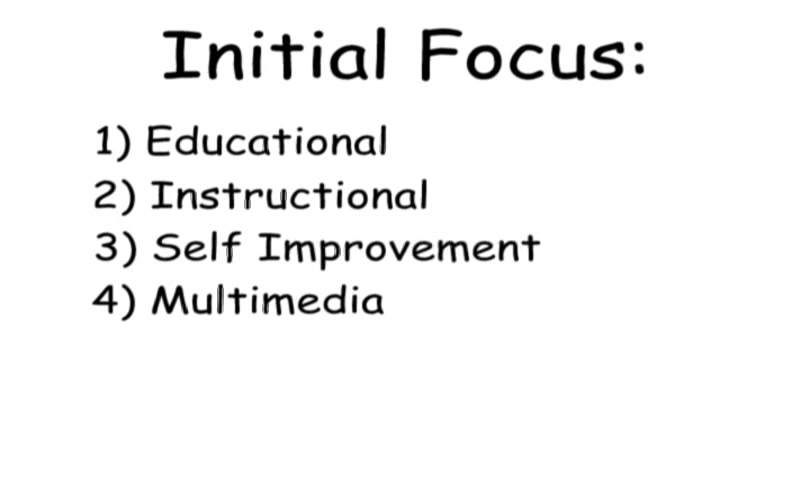 Initial Focus:
1) Educational
2) Instructional
3) Self Improvement
4) Multimedia